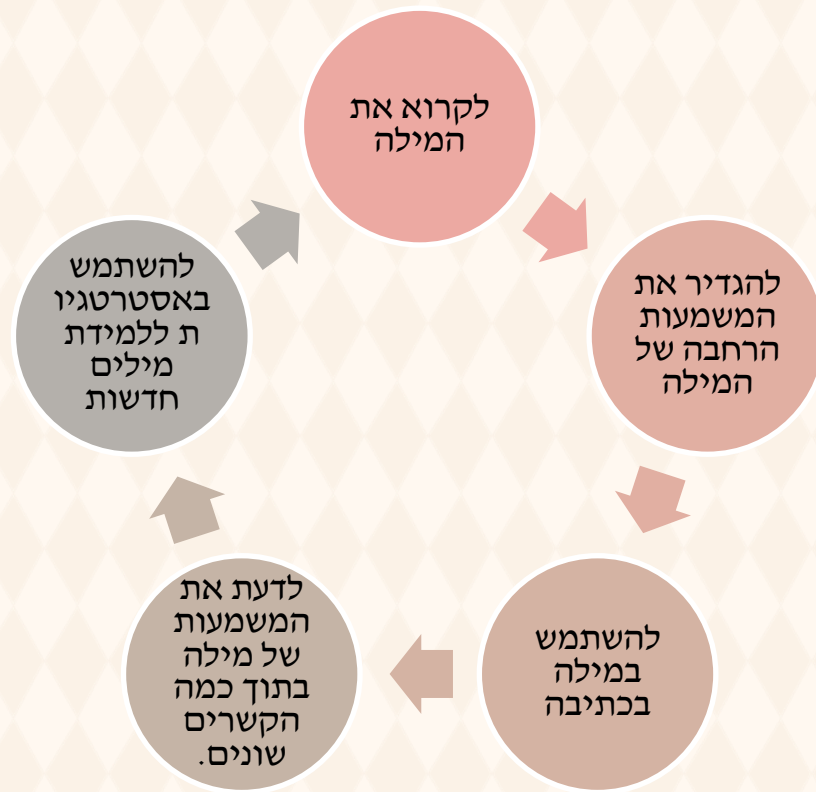 לקרוא את
המילה
להגדיר את
המשמעות
הרחבה של
המילה
להשתמש
במילה
בכתיבה
לדעת את
המשמעות
של מילה
בתוך כמה
הקשרים
שונים.
להשתמש
באסטרטגיו
ת ללמידת
מילים
חדשות